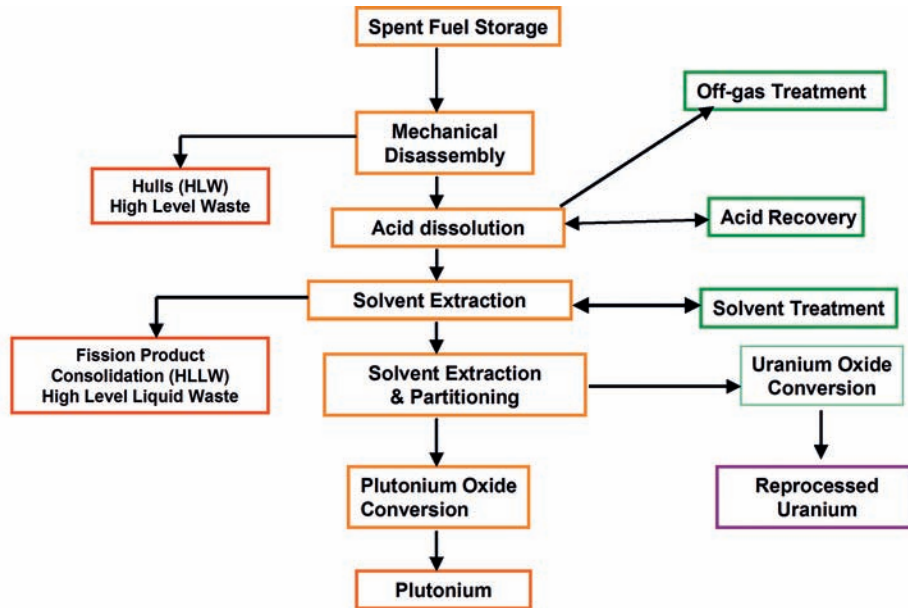 Spent Fuel Storage
Off-gas Treatment
Mechanical
Disassembly
Hulls (HLW)
High Level Waste
Acid dissolution
Acid Recovery
Solvent Extraction
Solvent Treatment
Fission Product
Consolidation (HLLW)
High Level Liquid Waste
Solvent Extraction
& Partitioning
Uranium Oxide
Conversion
Plutonium Oxide
Conversion
Reprocessed
Uranium
Plutonium